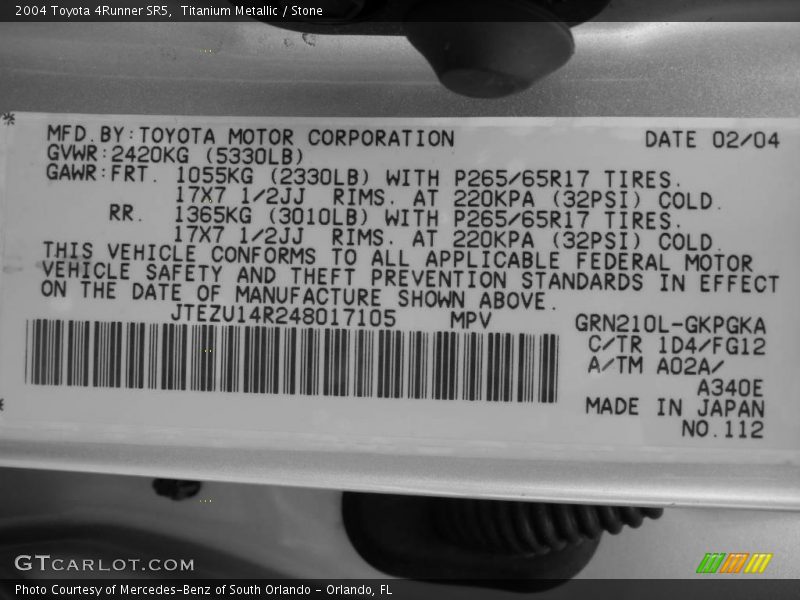 2004 Toyota 4Runner SR5, Titanium Metallic / Stone
MFD.BY:TOYOTA MOTOR CORPORATION DATE 02/04
GVWR:2420KG (5330LB)
GAWR:FRT. 1055KG (2330LB) WITH P265/65R17 TIRES.
17X7 1/2JJ RIMS. AT 220KPA (32PSI) COLD.
RR. 1365KG (3010LB) WITH P265/65R17 TIRES.
17X7 1/2JJ RIMS. AT 220KPA (32PSI) COLD.
THIS VEHICLE CONFORMS TO ALL APPLICABLE FEDERAL MOTOR
VEHICLE SAFETY AND THEFT PREVENTION STANDARDS IN EFFECT
ON THE DATE OF MANUFACTURE SHOWN ABOVE.
JTEZU14R248017105 MPV GRN210L-GKPGKA
C/TR 1D4/FG12
A/TM A02A/
A340E
MADE IN JAPAN
NO.112
GTCARLOT.COM
Photo Courtesy of Mercedes-Benz of South Orlando - Orlando, FL